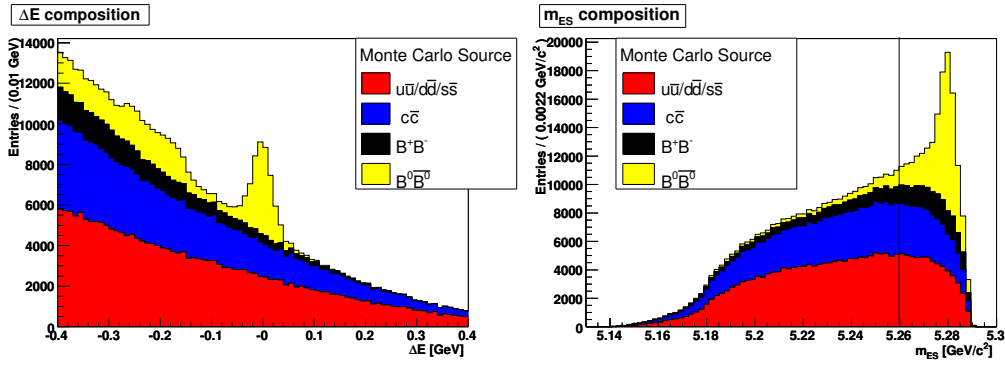 ΔE composition
Entries / (0.01 GeV)
14000
12000
10000
8000
6000
4000
2000
0
-0.4 -0.3 -0.2 -0.1 -0 0.1 0.2 0.3 0.4
ΔE [GeV]
Monte Carlo Source
uū/dd̄/ss̄
cc̄
B⁺B⁻
B⁰B̄⁰
m_ES composition
Entries / ( 0.0022 GeV/c²)
20000
18000
16000
14000
12000
10000
8000
6000
4000
2000
0
5.14 5.16 5.18 5.2 5.22 5.24 5.26 5.28 5.3
m_ES [GeV/c²]
Monte Carlo Source
uū/dd̄/ss̄
cc̄
B⁺B⁻
B⁰B̄⁰